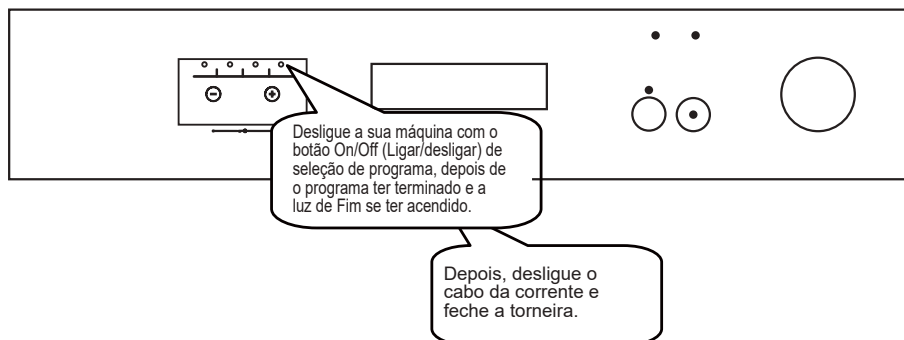 Desligue a sua máquina com o
botão On/Off (Ligar/desligar) de
seleção de programa, depois de
o programa ter terminado e a
luz de Fim se ter acendido.
Depois, desligue o
cabo da corrente e
feche a torneira.